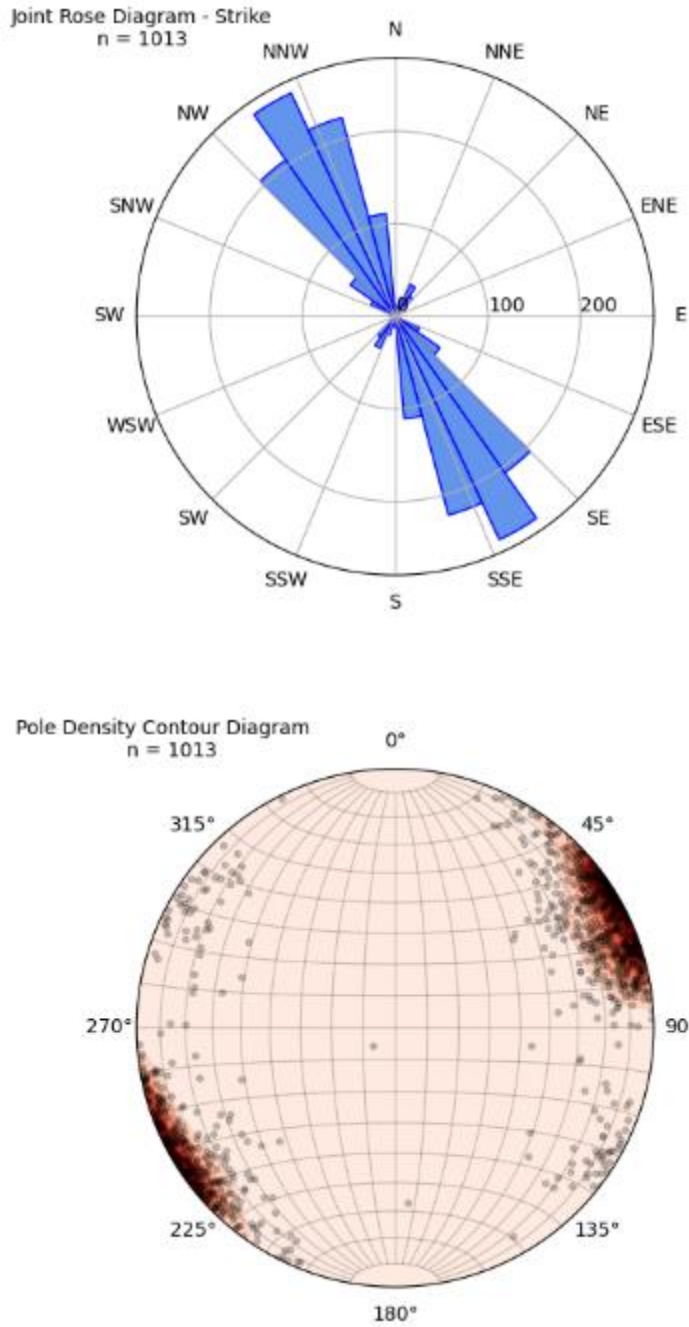 Joint Rose Diagram - Strike
n = 1013
N
NNW
NNE
NW
NE
SNW
ENE
SW
0
100
200
E
WSW
ESE
SW
SE
SSW
SSE
S
Pole Density Contour Diagram
n = 1013
0°
315°
45°
270°
90
225°
135°
180°